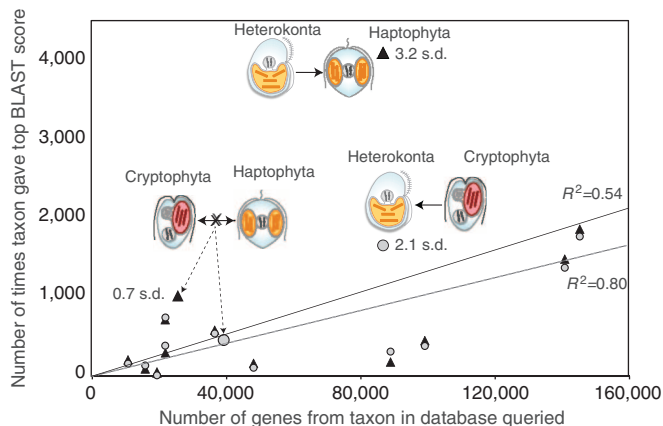 Number of times taxon gave top BLAST score
4,000
3,000
2,000
1,000
0
Heterokonta
Haptophyta
3.2 s.d.
Cryptophyta
Haptophyta
Heterokonta
Cryptophyta
2.1 s.d.
0.7 s.d.
R²=0.54
R²=0.80
0
40,000
80,000
120,000
160,000
Number of genes from taxon in database queried